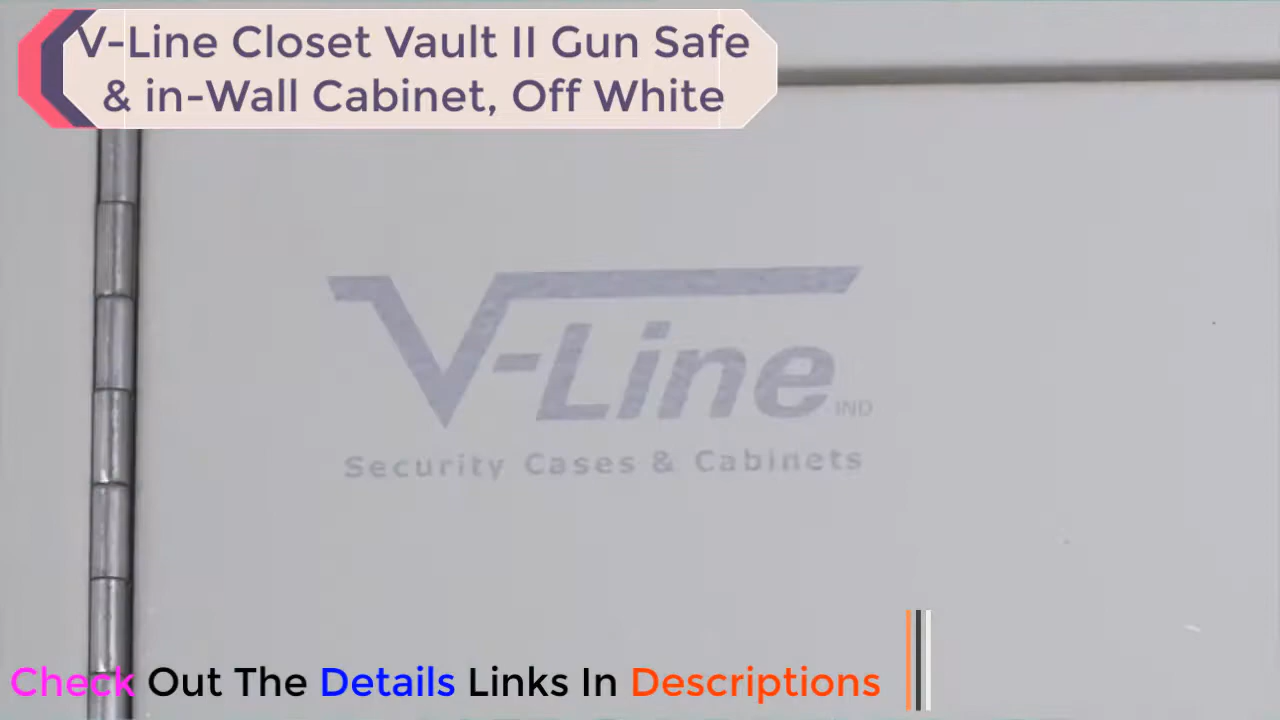 V-Line Closet Vault II Gun Safe
& in-Wall Cabinet, Off White
V-Line IND
Security Cases & Cabinets
Check Out The Details Links In Descriptions